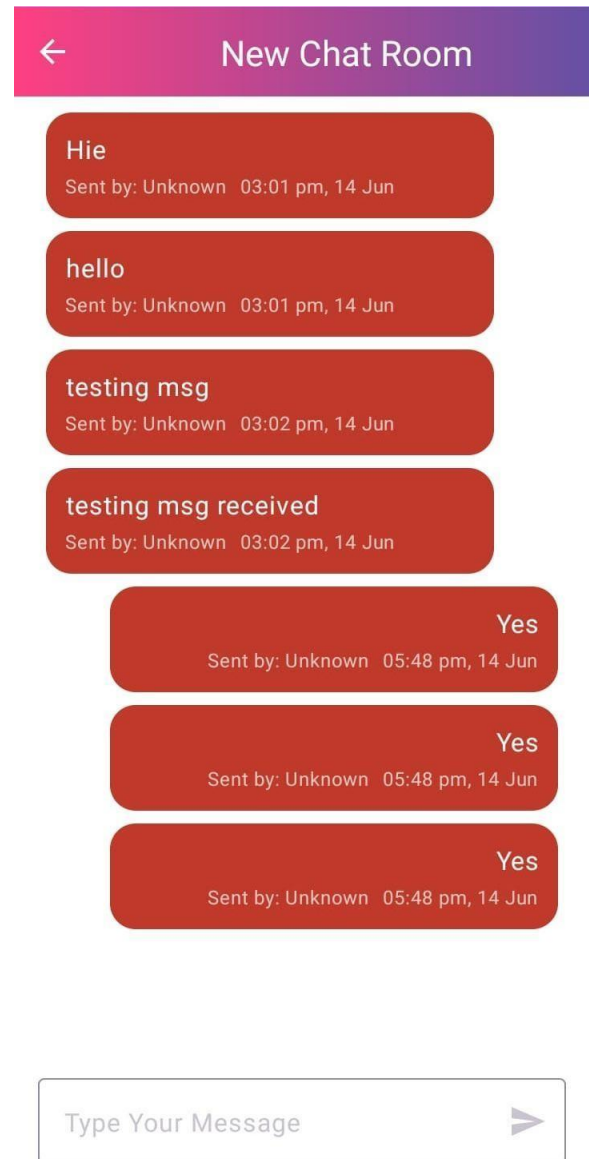 New Chat Room
Hie
Sent by: Unknown 03:01 pm, 14 Jun
hello
Sent by: Unknown 03:01 pm, 14 Jun
testing msg
Sent by: Unknown 03:02 pm, 14 Jun
testing msg received
Sent by: Unknown 03:02 pm, 14 Jun
Yes
Sent by: Unknown 05:48 pm, 14 Jun
Yes
Sent by: Unknown 05:48 pm, 14 Jun
Yes
Sent by: Unknown 05:48 pm, 14 Jun
Type Your Message